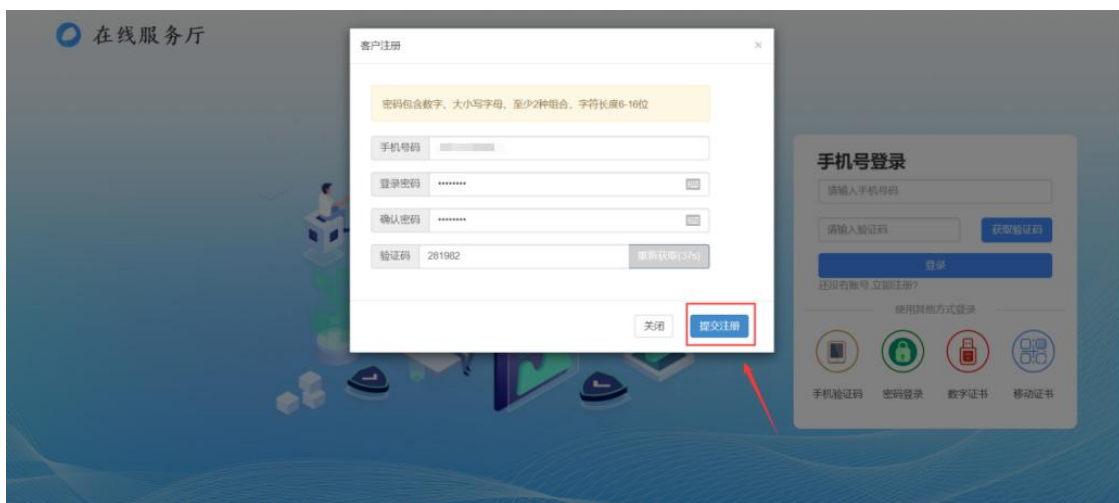 在线服务厅
客户注册 ×
密码包含数字、大小写字母，至少2种组合，字符长度6-16位
手机号码
登录密码 ••••••••
确认密码 ••••••••
验证码 281982 重新获取(37s)
关闭 提交注册
手机号登录
请输入手机号码
请输入验证码 获取验证码
登录
还没有账号,立即注册?
使用其他方式登录
手机验证码 密码登录 数字证书 移动证书